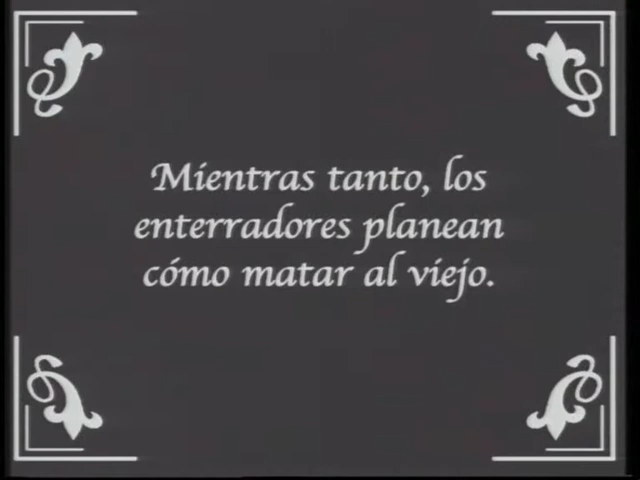 Mientras tanto, los
enterradores planean
cómo matar al viejo.